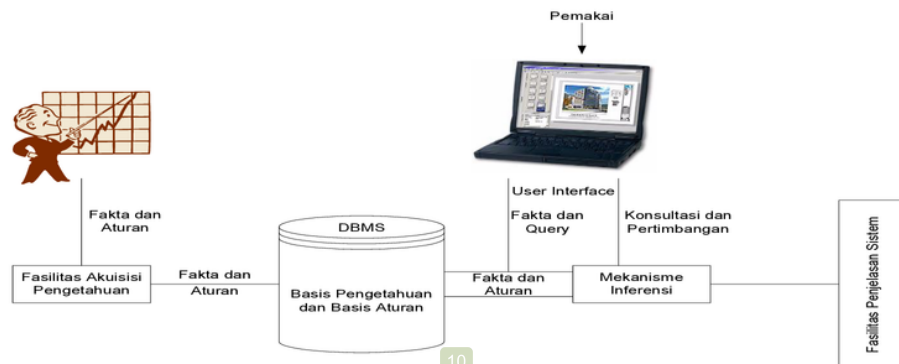 Pemakai
User Interface
Fakta dan
Aturan
Fakta dan
Query
Konsultasi dan
Pertimbangan
DBMS
Fasilitas Akuisisi
Pengetahuan
Fakta dan
Aturan
Basis Pengetahuan
dan Basis Aturan
Fakta dan
Aturan
Mekanisme
Inferensi
Fasilitas Penjelasan Sistem
10